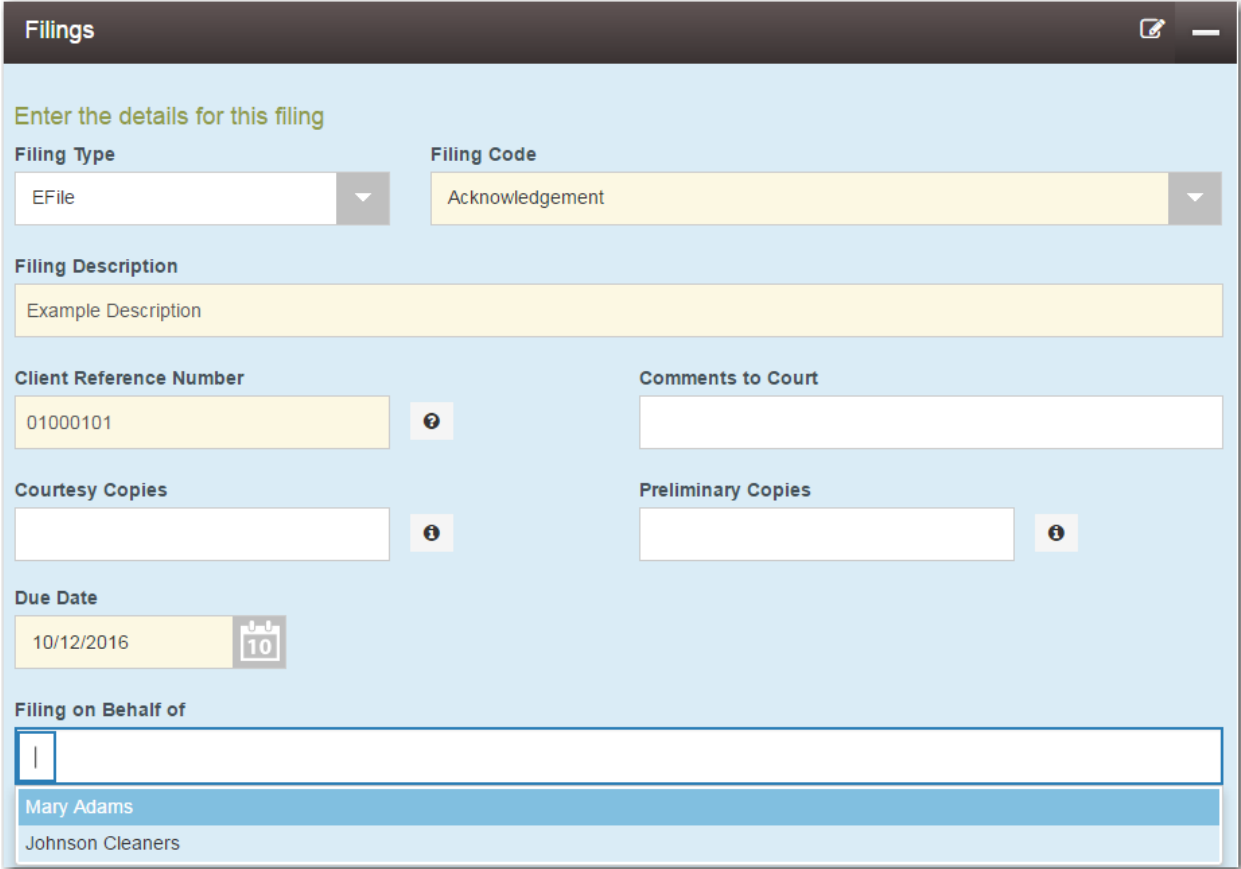 Filings
Enter the details for this filing
Filing Type
Filing Code
EFile
Acknowledgement
Filing Description
Example Description
Client Reference Number
Comments to Court
01000101
Courtesy Copies
Preliminary Copies
Due Date
10/12/2016
10
Filing on Behalf of
Mary Adams
Johnson Cleaners